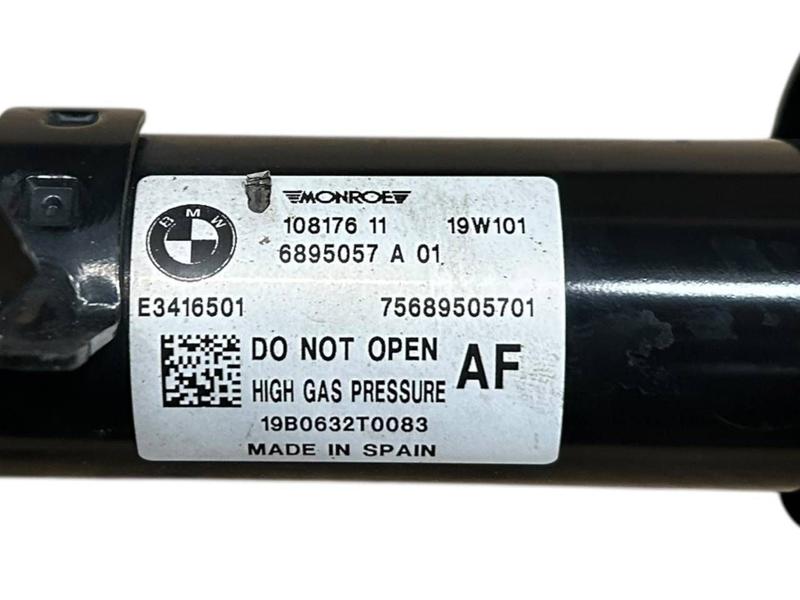 MONROE
BMW
108176 11 19W101
6895057 A 01
E3416501 75689505701
DO NOT OPEN AF
HIGH GAS PRESSURE
19B0632T0083
MADE IN SPAIN